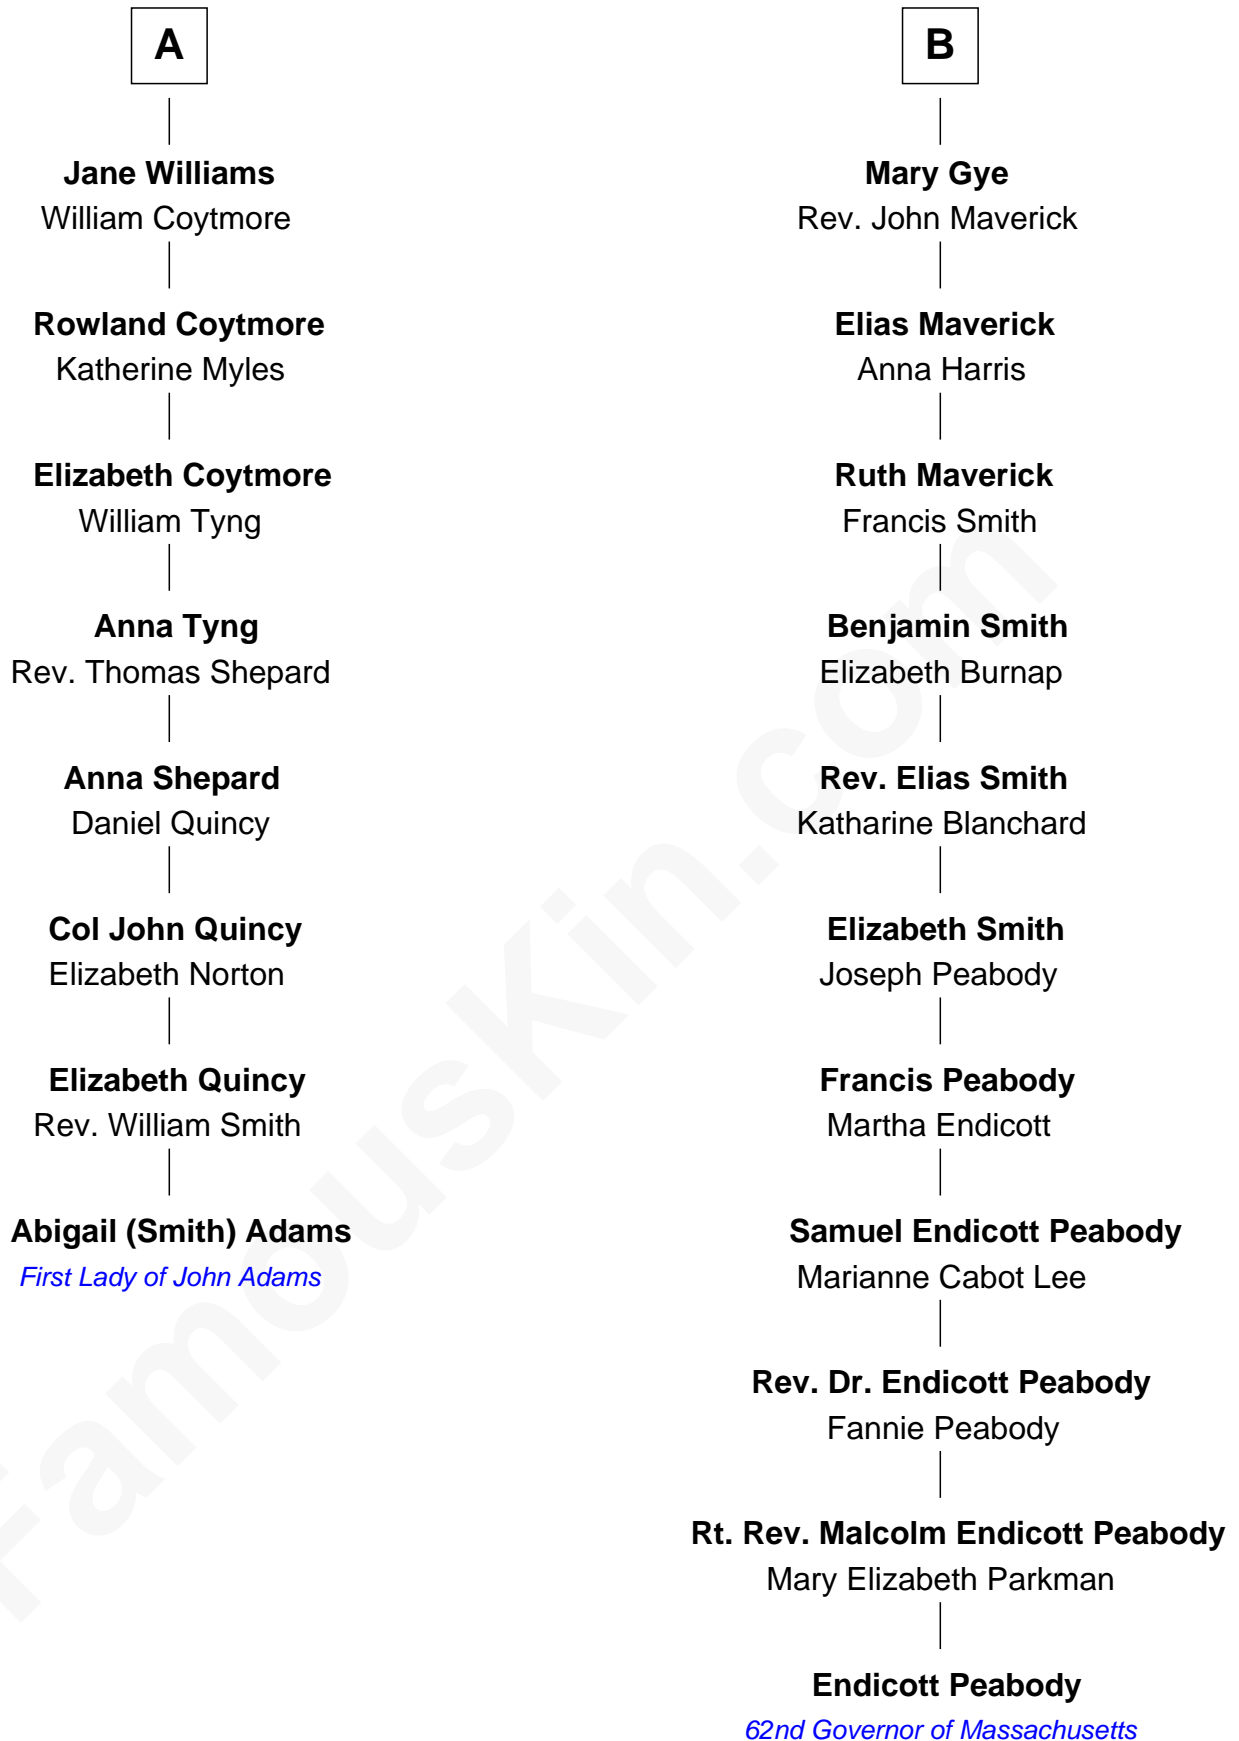 A
Jane Williams
William Coytmore
Rowland Coytmore
Katherine Myles
Elizabeth Coytmore
William Tyng
Anna Tyng
Rev. Thomas Shepard
Anna Shepard
Daniel Quincy
Col John Quincy
Elizabeth Norton
Elizabeth Quincy
Rev. William Smith
Abigail (Smith) Adams
First Lady of John Adams
B
Mary Gye
Rev. John Maverick
Elias Maverick
Anna Harris
Ruth Maverick
Francis Smith
Benjamin Smith
Elizabeth Burnap
Rev. Elias Smith
Katharine Blanchard
Elizabeth Smith
Joseph Peabody
Francis Peabody
Martha Endicott
Samuel Endicott Peabody
Marianne Cabot Lee
Rev. Dr. Endicott Peabody
Fannie Peabody
Rt. Rev. Malcolm Endicott Peabody
Mary Elizabeth Parkman
Endicott Peabody
62nd Governor of Massachusetts
FamousKin.com